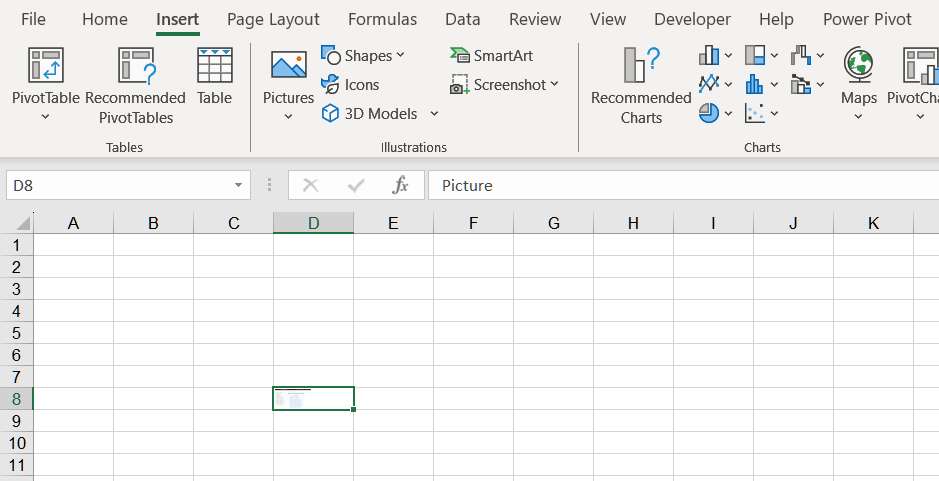 File Home Insert Page Layout Formulas Data Review View Developer Help Power Pivot
PivotTable
Recommended
PivotTables
Table
Tables
Pictures
Shapes
Icons
3D Models
SmartArt
Screenshot
Illustrations
Recommended
Charts
Maps
PivotCha
Charts
D8 fx Picture
A B C D E F G H I J K
1
2
3
4
5
6
7
8
9
10
11